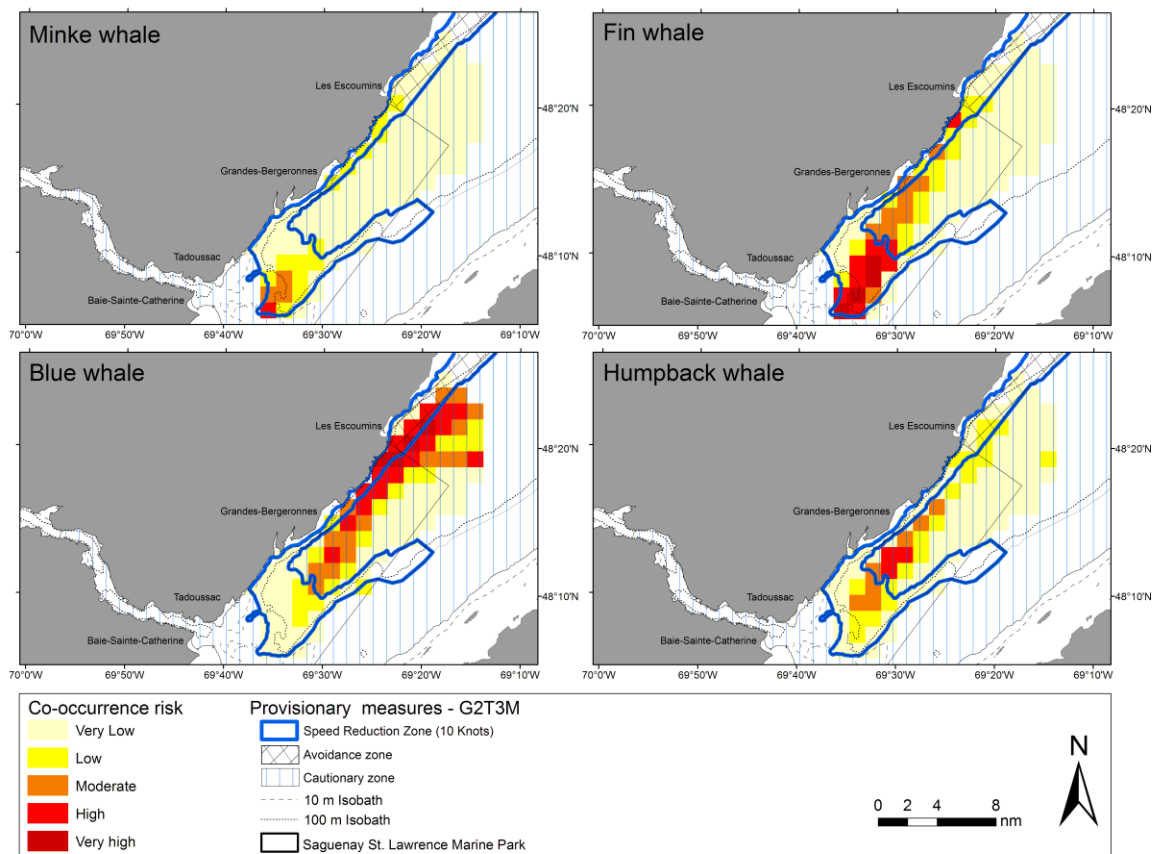 Minke whale
Les Escoumins
Grandes-Bergeronnes
Tadoussac
Baie-Sainte-Catherine
70°0'W 69°50'W 69°40'W 69°30'W 69°20'W 69°10'W
Fin whale
Les Escoumins
Grandes-Bergeronnes
Tadoussac
Baie-Sainte-Catherine
48°20'N
48°10'N
70°0'W 69°50'W 69°40'W 69°30'W 69°20'W 69°10'W
Blue whale
Les Escoumins
Grandes-Bergeronnes
Tadoussac
Baie-Sainte-Catherine
48°20'N
48°10'N
70°0'W 69°50'W 69°40'W 69°30'W 69°20'W 69°10'W
Humpback whale
Les Escoumins
Grandes-Bergeronnes
Tadoussac
Baie-Sainte-Catherine
48°20'N
48°10'N
70°0'W 69°50'W 69°40'W 69°30'W 69°20'W 69°10'W
Co-occurrence risk
Very Low
Low
Moderate
High
Very high
Provisionary measures - G2T3M
Speed Reduction Zone (10 Knots)
Avoidance zone
Cautionary zone
10 m Isobath
100 m Isobath
Saguenay St. Lawrence Marine Park
0 2 4 8
nm
N